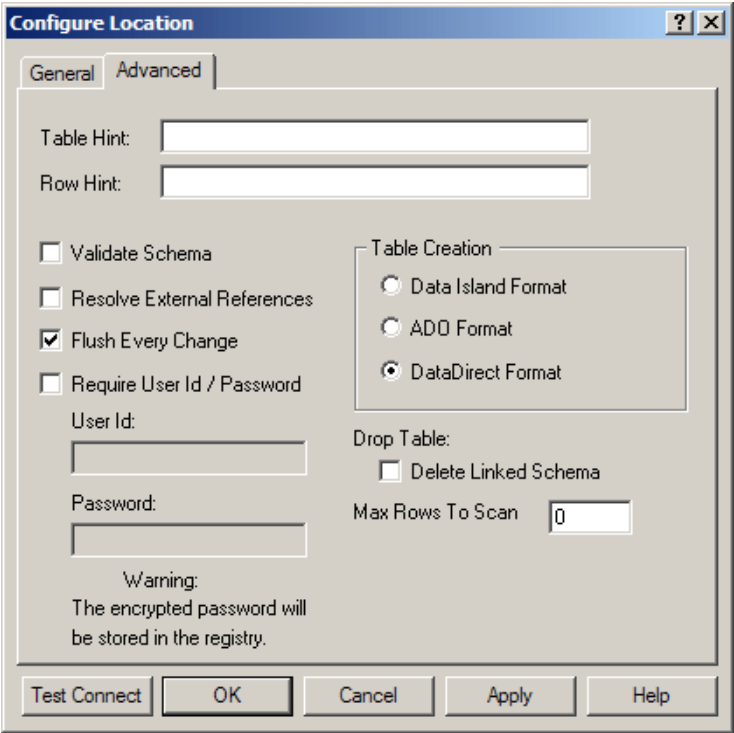 Configure Location
General
Advanced
Table Hint:
Row Hint:
Validate Schema
Resolve External References
Flush Every Change
Require User Id / Password
User Id:
Password:
Warning:
The encrypted password will
be stored in the registry.
Table Creation
Data Island Format
ADO Format
DataDirect Format
Drop Table:
Delete Linked Schema
Max Rows To Scan
0
Test Connect
OK
Cancel
Apply
Help